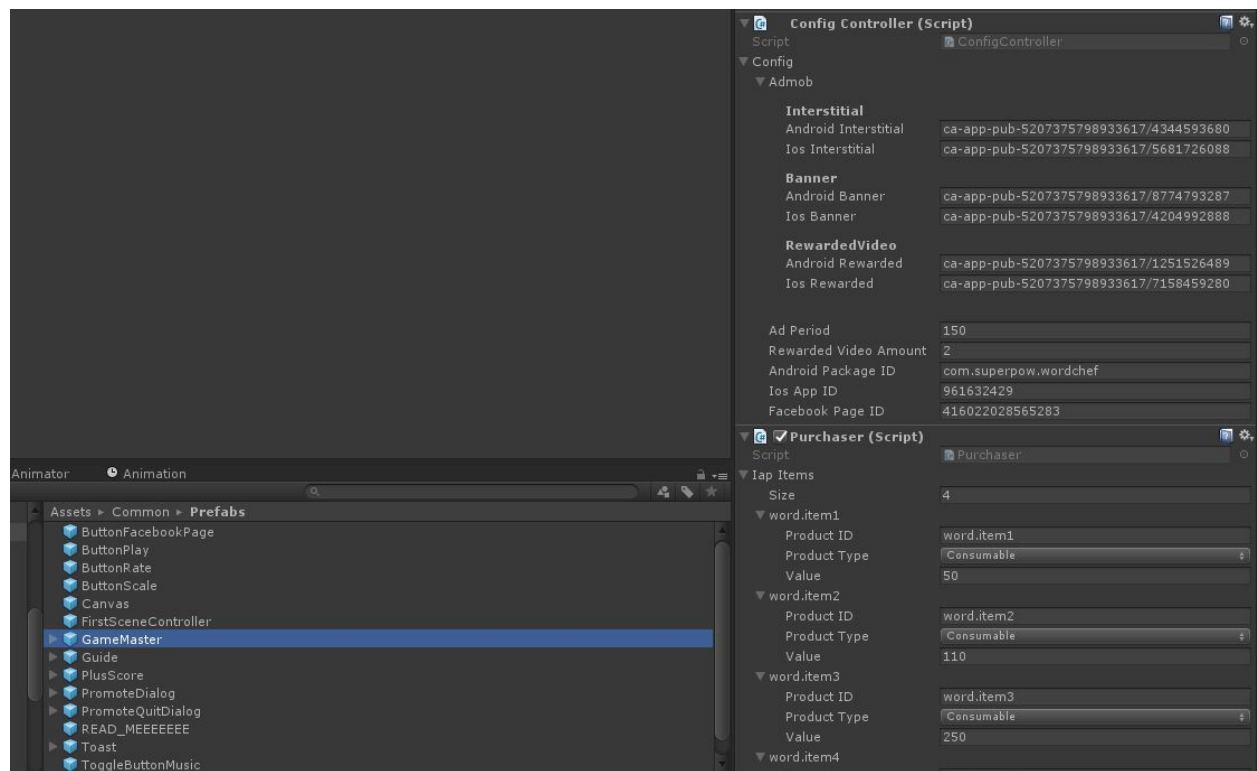 Config Controller (Script)
Script ConfigController
Config
Admob
Interstitial
Android Interstitial ca-app-pub-5207375798933617/4344593680
Ios Interstitial ca-app-pub-5207375798933617/5681726088
Banner
Android Banner ca-app-pub-5207375798933617/8774793287
Ios Banner ca-app-pub-5207375798933617/4204992888
RewardedVideo
Android Rewarded ca-app-pub-5207375798933617/1251526489
Ios Rewarded ca-app-pub-5207375798933617/7158459280
Ad Period 150
Rewarded Video Amount 2
Android Package ID com.superpow.wordchef
Ios App ID 961632429
Facebook Page ID 416022028565283
Purchaser (Script)
Script Purchaser
Iap Items
Size 4
word.item1
Product ID word.item1
Product Type Consumable
Value 50
word.item2
Product ID word.item2
Product Type Consumable
Value 110
word.item3
Product ID word.item3
Product Type Consumable
Value 250
word.item4
Animator Animation
Assets Common Prefabs
ButtonFacebookPage
ButtonPlay
ButtonRate
ButtonScale
Canvas
FirstSceneController
GameMaster
Guide
PlusScore
PromoteDialog
PromoteQuitDialog
READ_MEEEEEEE
Toast
ToggleButtonMusic